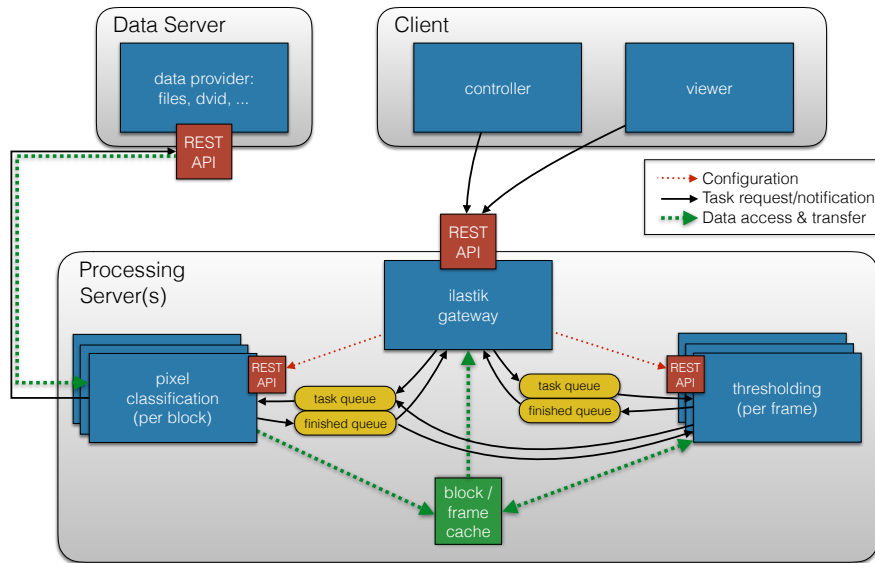 Data Server
data provider:
files, dvid, ...
REST
API
Client
controller
viewer
Configuration
Task request/notification
Data access & transfer
REST
API
Processing
Server(s)
ilastik
gateway
REST
API
pixel
classification
(per block)
task queue
finished queue
task queue
finished queue
REST
API
thresholding
(per frame)
block /
frame
cache